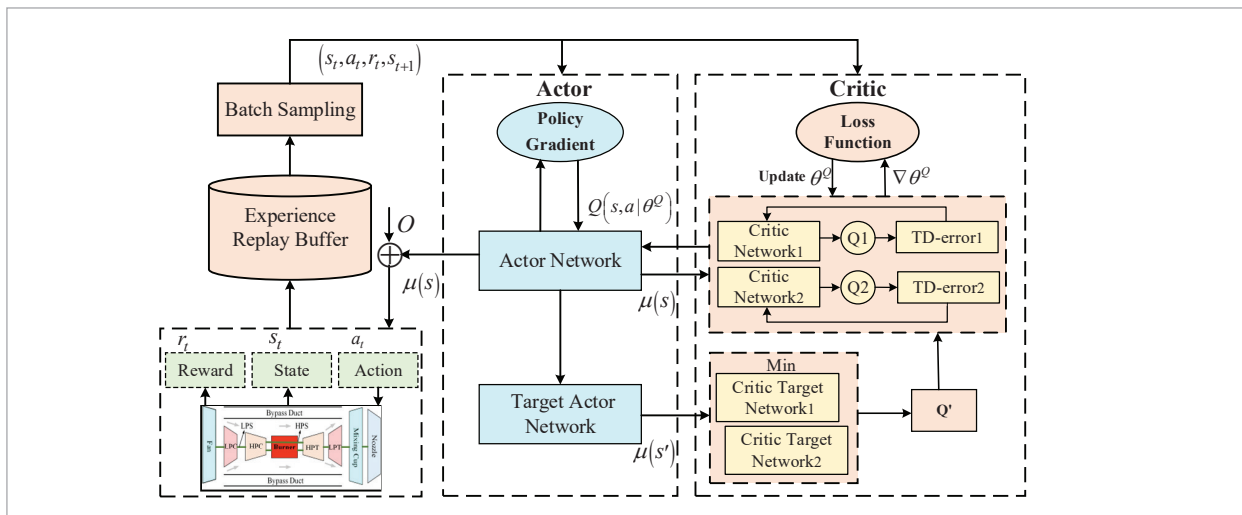 (s_t, a_t, r_t, s_{t+1})
Batch Sampling
Experience
Replay Buffer
O
μ(s)
r_t
s_t
a_t
Reward
State
Action
Bypass Duct
LPS
HPS
Fan
LPC
HPC
Burner
HPT
LPT
Mixing Cup
Nozzle
Bypass Duct
Actor
Policy
Gradient
Q(s,a|θ^Q)
Actor Network
μ(s)
Target Actor
Network
μ(s')
Critic
Loss
Function
Update θ^Q
∇θ^Q
Critic
Network1
Q1
TD-error1
Critic
Network2
Q2
TD-error2
Min
Critic Target
Network1
Critic Target
Network2
Q'